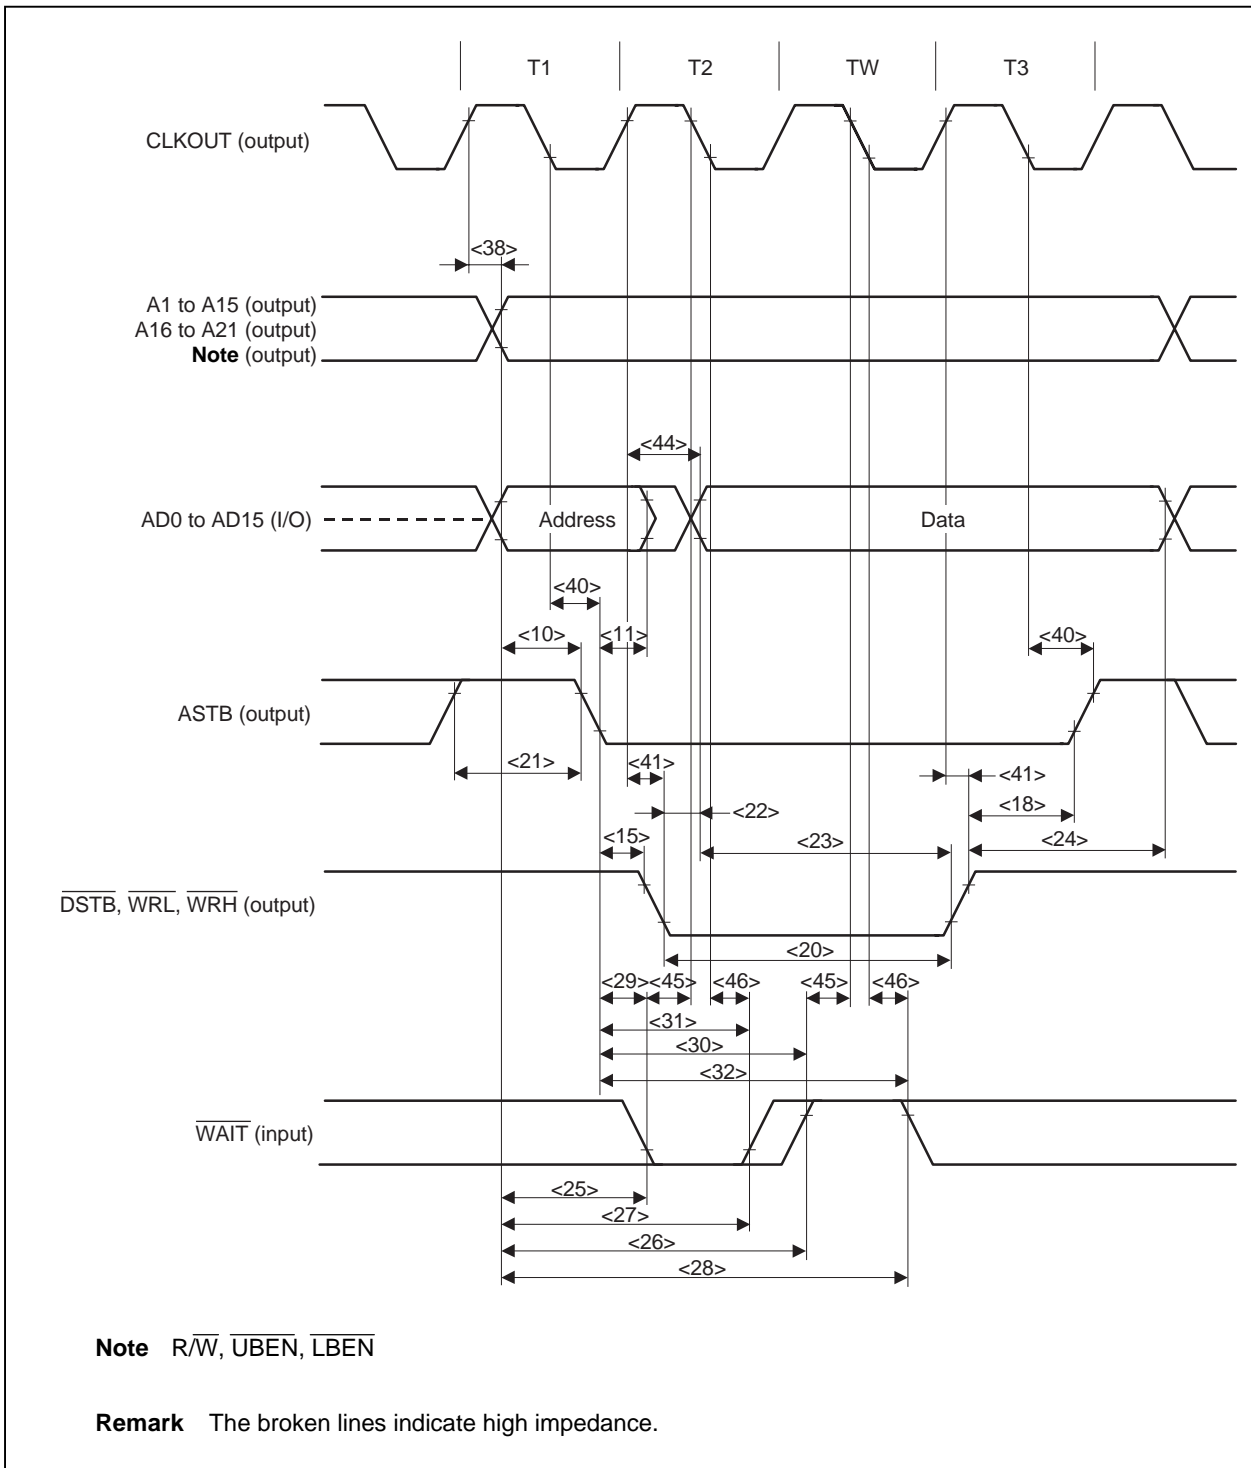 T1 T2 TW T3
CLKOUT (output)
<38>
A1 to A15 (output)
A16 to A21 (output)
Note (output)
<44>
AD0 to AD15 (I/O) Address Data
<40>
<10> <11> <40>
ASTB (output)
<21> <41> <41>
<22> <18>
<15> <23> <24>
DSTB, WRL, WRH (output)
<20>
<29> <45> <46> <45> <46>
<31>
<30>
<32>
WAIT (input)
<25>
<27>
<26>
<28>
Note R/W, UBEN, LBEN
Remark The broken lines indicate high impedance.